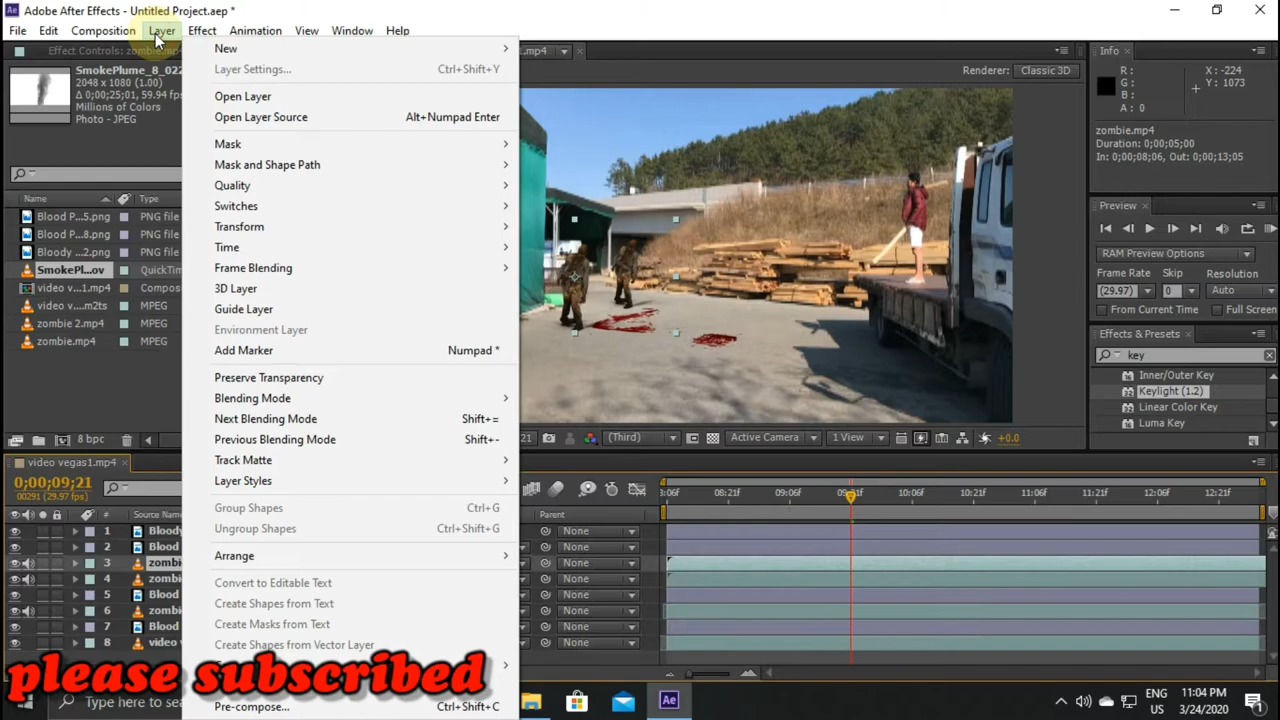 Adobe After Effects - Untitled Project.aep *
File Edit Composition Layer Effect Animation View Window Help
Effect Controls: zombie.mp4
.mp4
SmokePlume_8_022
2048 x 1080 (1.00)
Δ 0;00;25;01, 59.94 fps
Millions of Colors
Photo - JPEG
Name Type
Blood P...5.png PNG file
Blood P...8.png PNG file
Bloody ...2.png PNG file
SmokePl...ov QuickTim
video v....1.mp4 Compos
video v....m2ts MPEG
zombie 2.mp4 MPEG
zombie.mp4 MPEG
8 bpc
New
Layer Settings... Ctrl+Shift+Y
Open Layer
Open Layer Source Alt+Numpad Enter
Mask
Mask and Shape Path
Quality
Switches
Transform
Time
Frame Blending
3D Layer
Guide Layer
Environment Layer
Add Marker Numpad *
Preserve Transparency
Blending Mode
Next Blending Mode Shift+=
Previous Blending Mode Shift+-
Track Matte
Layer Styles
Group Shapes Ctrl+G
Ungroup Shapes Ctrl+Shift+G
Arrange
Convert to Editable Text
Create Shapes from Text
Create Masks from Text
Create Shapes from Vector Layer
Pre-compose... Ctrl+Shift+C
Renderer: Classic 3D
21 (Third) Active Camera 1 View +0.0
Info
R :
G :
B :
A : 0
X : -224
Y : 1073
zombie.mp4
Duration: 0;00;05;00
In: 0;00;08;06, Out: 0;00;13;05
Preview
RAM Preview Options
Frame Rate Skip Resolution
(29.97) 0 Auto
From Current Time Full Screen
Effects & Presets
key
Inner/Outer Key
Keylight (1.2)
Linear Color Key
Luma Key
video vegas1.mp4
0;00;09;21
00291 (29.97 fps)
# Source Name Parent
:06f 08:21f 09:06f 09:21f 10:06f 10:21f 11:06f 11:21f 12:06f 12:21f
1 Bloody None
2 Blood None
3 zombi None
4 zombi None
5 Blood None
6 zombi None
7 Blood None
8 video v None
please subscribed
Type here to sea
Ae
ENG
US
11:04 PM
3/24/2020